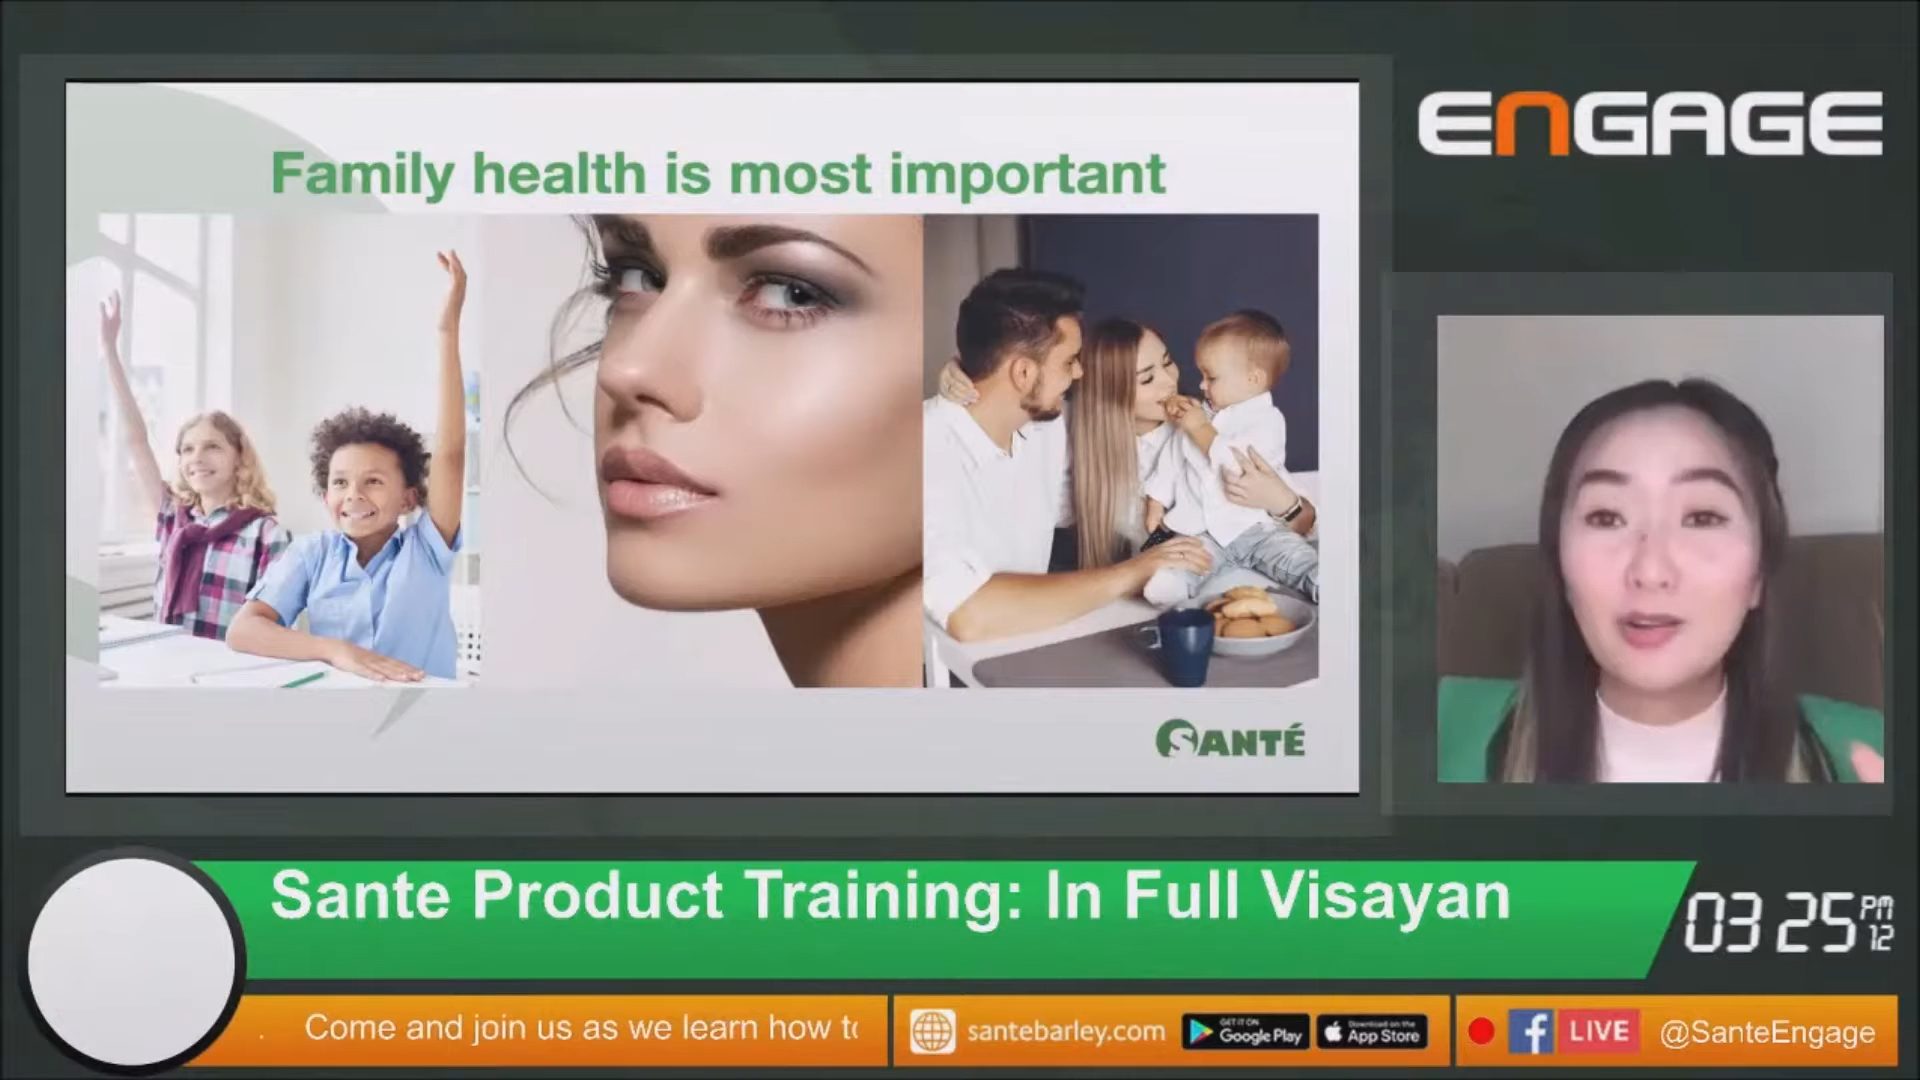 ENGAGE
Family health is most important
SANTÉ
Sante Product Training: In Full Visayan
03 25 PM
12
. Come and join us as we learn how to
santebarley.com
GET IT ON
Google Play
Download on the
App Store
f LIVE @SanteEngage